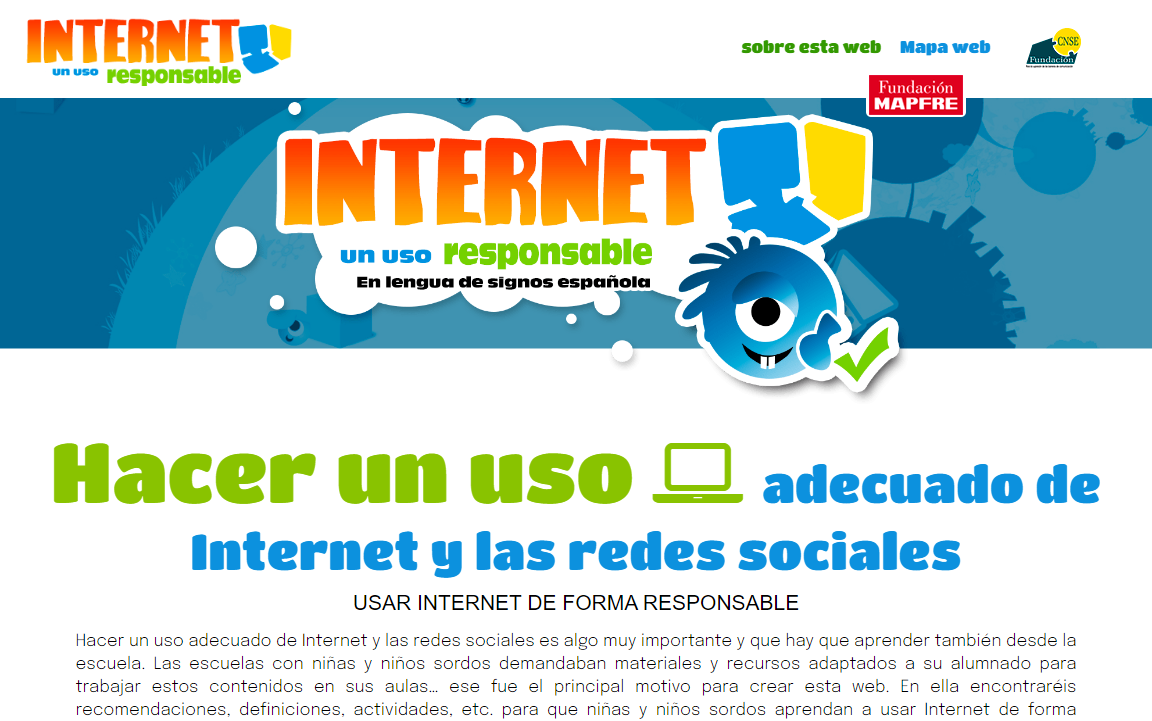 INTERNET
un uso responsable
sobre esta web
Mapa web
CNSE
Fundación
Fundación
MAPFRE
INTERNET
un uso responsable
En lengua de signos española
Hacer un uso adecuado de
Internet y las redes sociales
USAR INTERNET DE FORMA RESPONSABLE
Hacer un uso adecuado de Internet y las redes sociales es algo muy importante y que hay que aprender también desde la
escuela. Las escuelas con niñas y niños sordos demandaban materiales y recursos adaptados a su alumnado para
trabajar estos contenidos en sus aulas... ese fue el principal motivo para crear esta web. En ella encontraréis
recomendaciones, definiciones, actividades, etc. para que niñas y niños sordos aprendan a usar Internet de forma